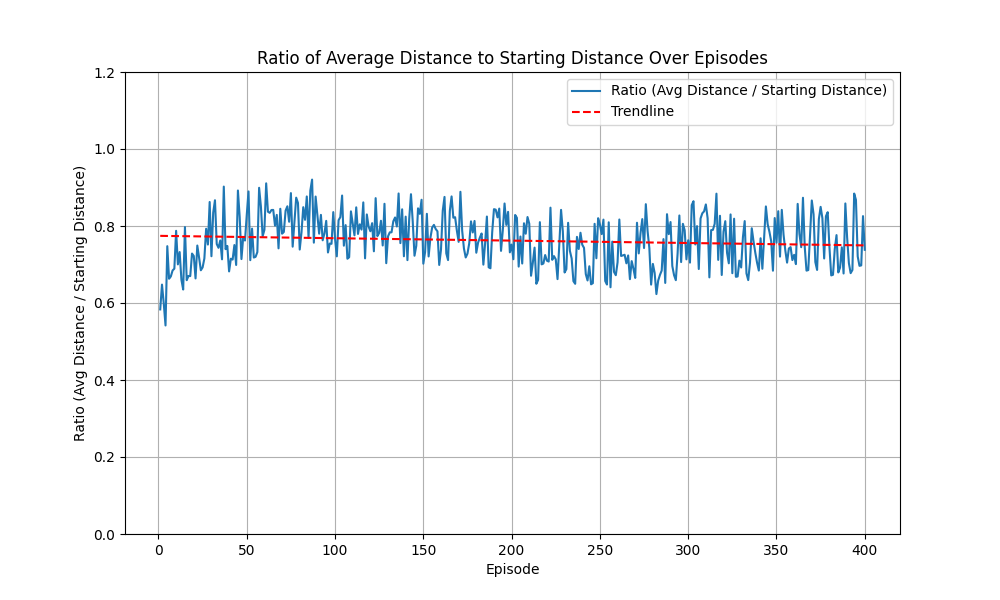 Ratio of Average Distance to Starting Distance Over Episodes
Ratio (Avg Distance / Starting Distance)
Trendline
Ratio (Avg Distance / Starting Distance)
1.2
1.0
0.8
0.6
0.4
0.2
0.0
0 50 100 150 200 250 300 350 400
Episode